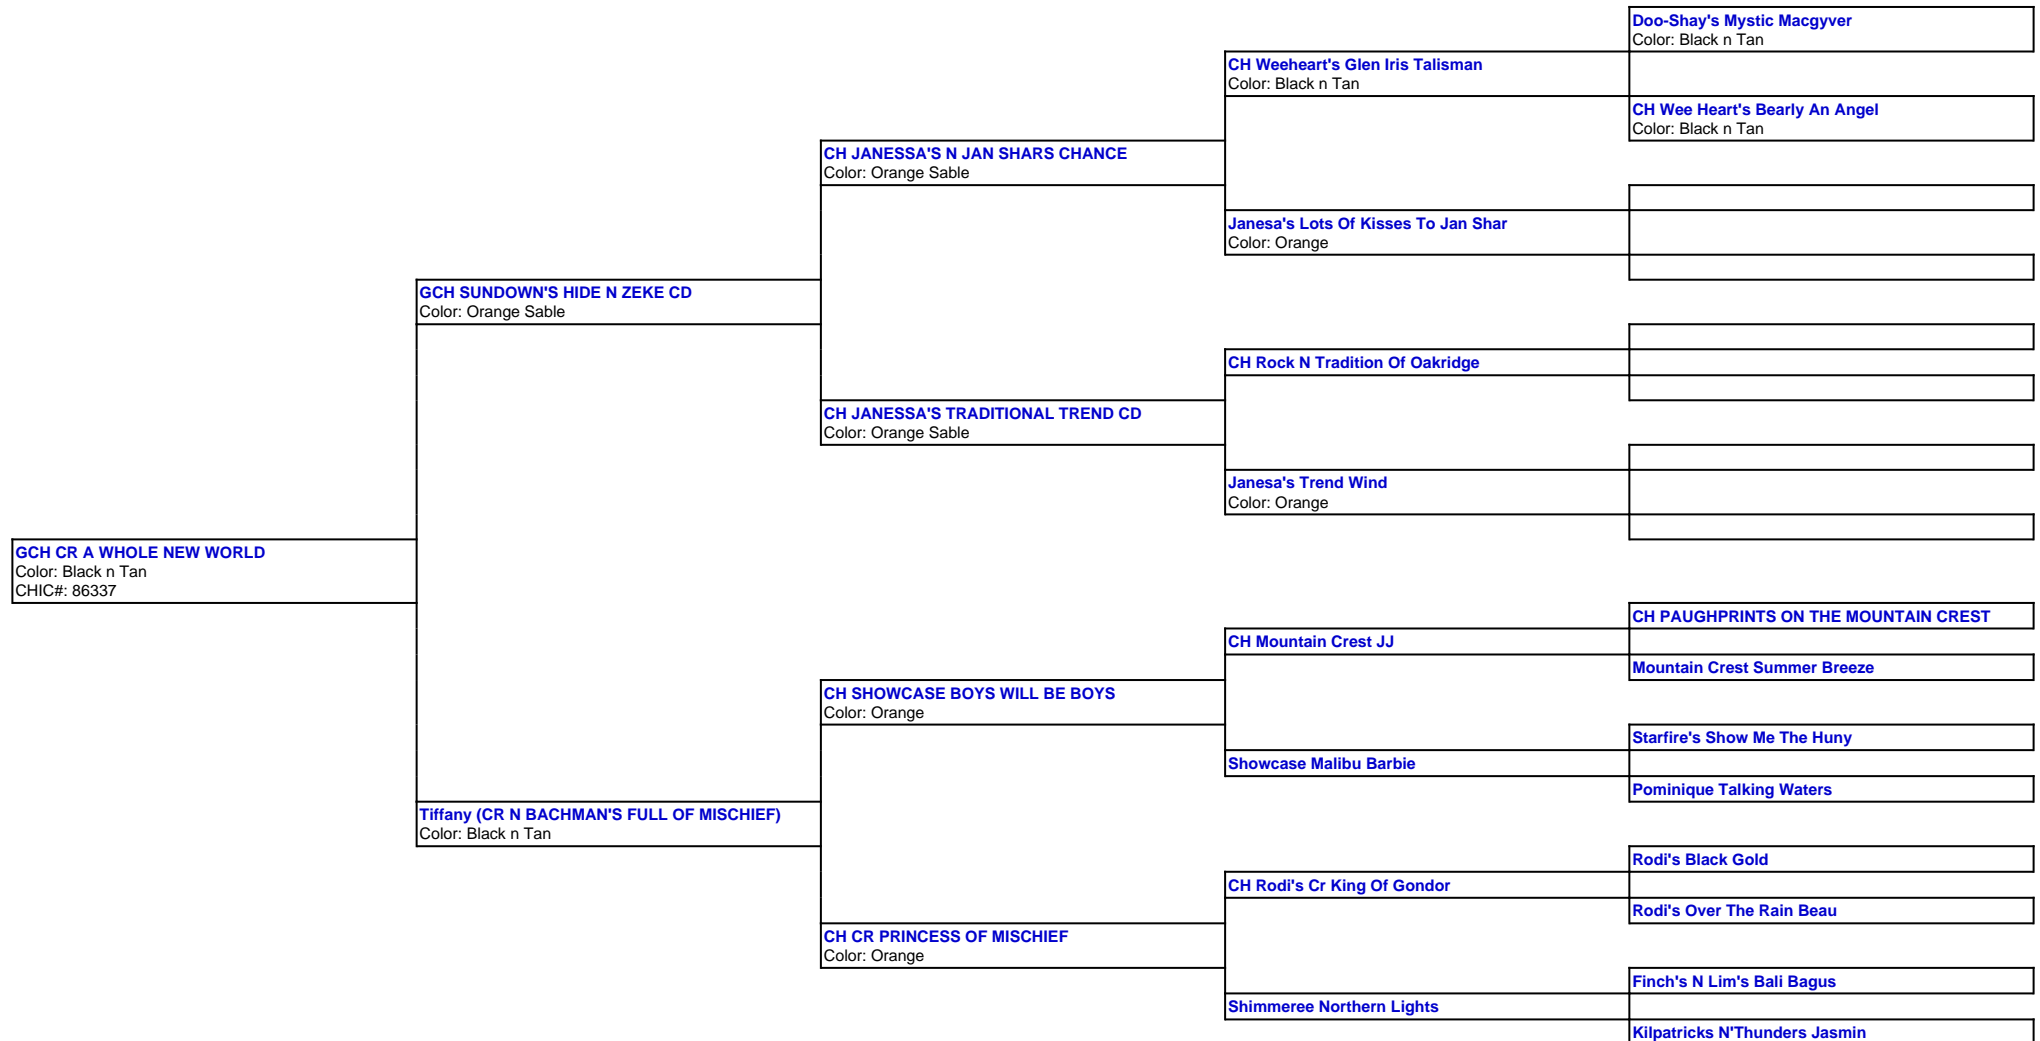 Doo-Shay's Mystic Macgyver
Color: Black n Tan
CH Weeheart's Glen Iris Talisman
Color: Black n Tan
CH Wee Heart's Bearly An Angel
Color: Black n Tan
CH JANESSA'S N JAN SHARS CHANCE
Color: Orange Sable
Janesa's Lots Of Kisses To Jan Shar
Color: Orange
GCH SUNDOWN'S HIDE N ZEKE CD
Color: Orange Sable
CH Rock N Tradition Of Oakridge
CH JANESSA'S TRADITIONAL TREND CD
Color: Orange Sable
Janesa's Trend Wind
Color: Orange
GCH CR A WHOLE NEW WORLD
Color: Black n Tan
CHIC#: 86337
CH PAUGHPRINTS ON THE MOUNTAIN CREST
CH Mountain Crest JJ
Mountain Crest Summer Breeze
CH SHOWCASE BOYS WILL BE BOYS
Color: Orange
Starfire's Show Me The Huny
Showcase Malibu Barbie
Pominique Talking Waters
Tiffany (CR N BACHMAN'S FULL OF MISCHIEF)
Color: Black n Tan
Rodi's Black Gold
CH Rodi's Cr King Of Gondor
Rodi's Over The Rain Beau
CH CR PRINCESS OF MISCHIEF
Color: Orange
Finch's N Lim's Bali Bagus
Shimmeree Northern Lights
Kilpatricks N'Thunders Jasmin